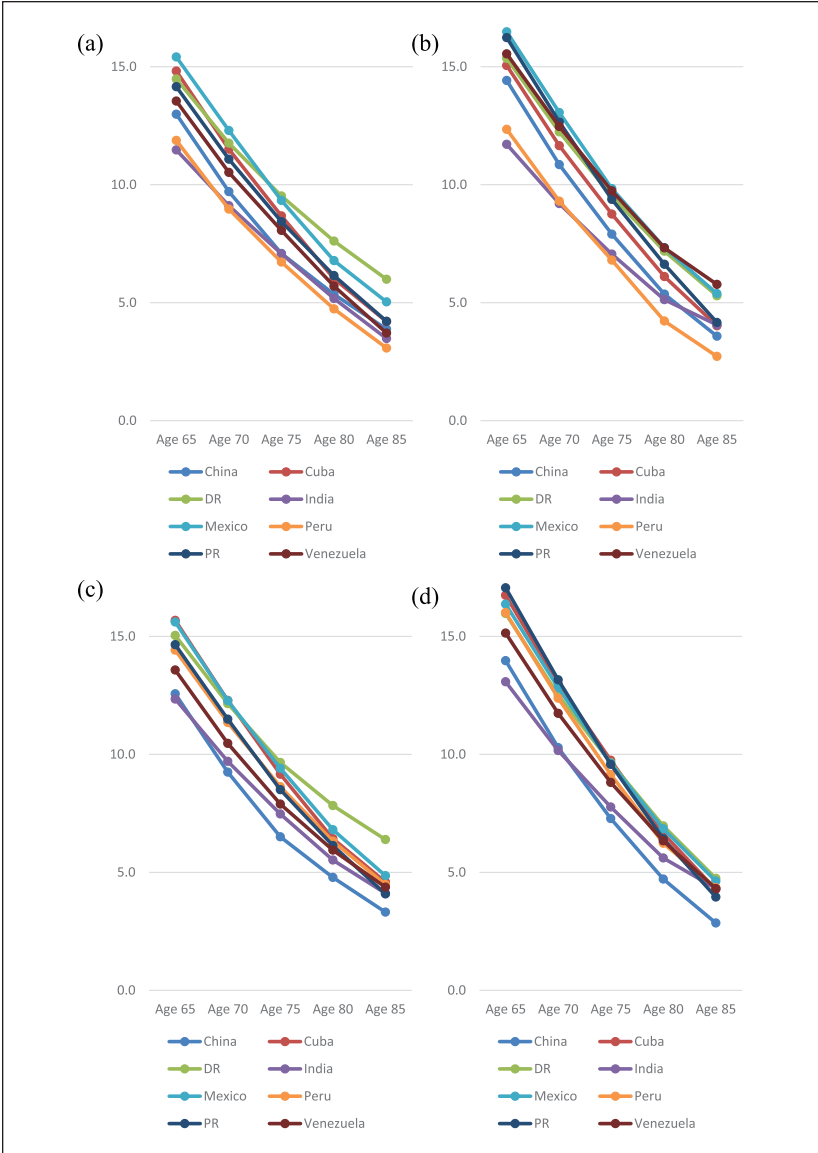 (a)
15.0
10.0
5.0
0.0
Age 65 Age 70 Age 75 Age 80 Age 85
China Cuba
DR India
Mexico Peru
PR Venezuela
(b)
15.0
10.0
5.0
0.0
Age 65 Age 70 Age 75 Age 80 Age 85
China Cuba
DR India
Mexico Peru
PR Venezuela
(c)
15.0
10.0
5.0
0.0
Age 65 Age 70 Age 75 Age 80 Age 85
China Cuba
DR India
Mexico Peru
PR Venezuela
(d)
15.0
10.0
5.0
0.0
Age 65 Age 70 Age 75 Age 80 Age 85
China Cuba
DR India
Mexico Peru
PR Venezuela